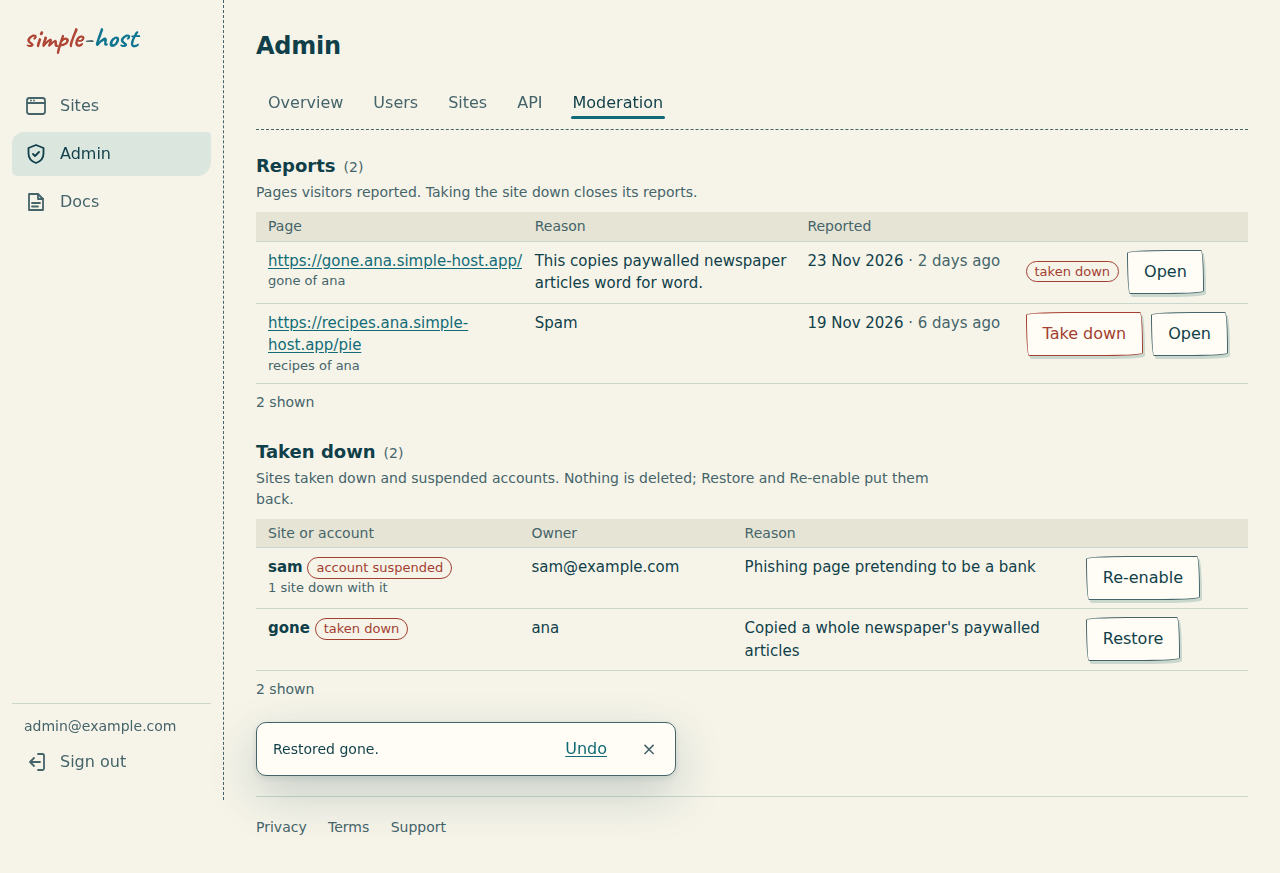 simple-host
Sites
Admin
Docs
admin@example.com
Sign out
Admin
Overview Users Sites API Moderation
Reports (2)
Pages visitors reported. Taking the site down closes its reports.
Page Reason Reported
https://gone.ana.simple-host.app/ This copies paywalled newspaper 23 Nov 2026 · 2 days ago taken down Open
gone of ana articles word for word.
https://recipes.ana.simple- Spam 19 Nov 2026 · 6 days ago Take down Open
host.app/pie
recipes of ana
2 shown
Taken down (2)
Sites taken down and suspended accounts. Nothing is deleted; Restore and Re-enable put them
back.
Site or account Owner Reason
sam account suspended sam@example.com Phishing page pretending to be a bank Re-enable
1 site down with it
gone taken down ana Copied a whole newspaper's paywalled Restore
articles
2 shown
Restored gone. Undo ×
Privacy Terms Support